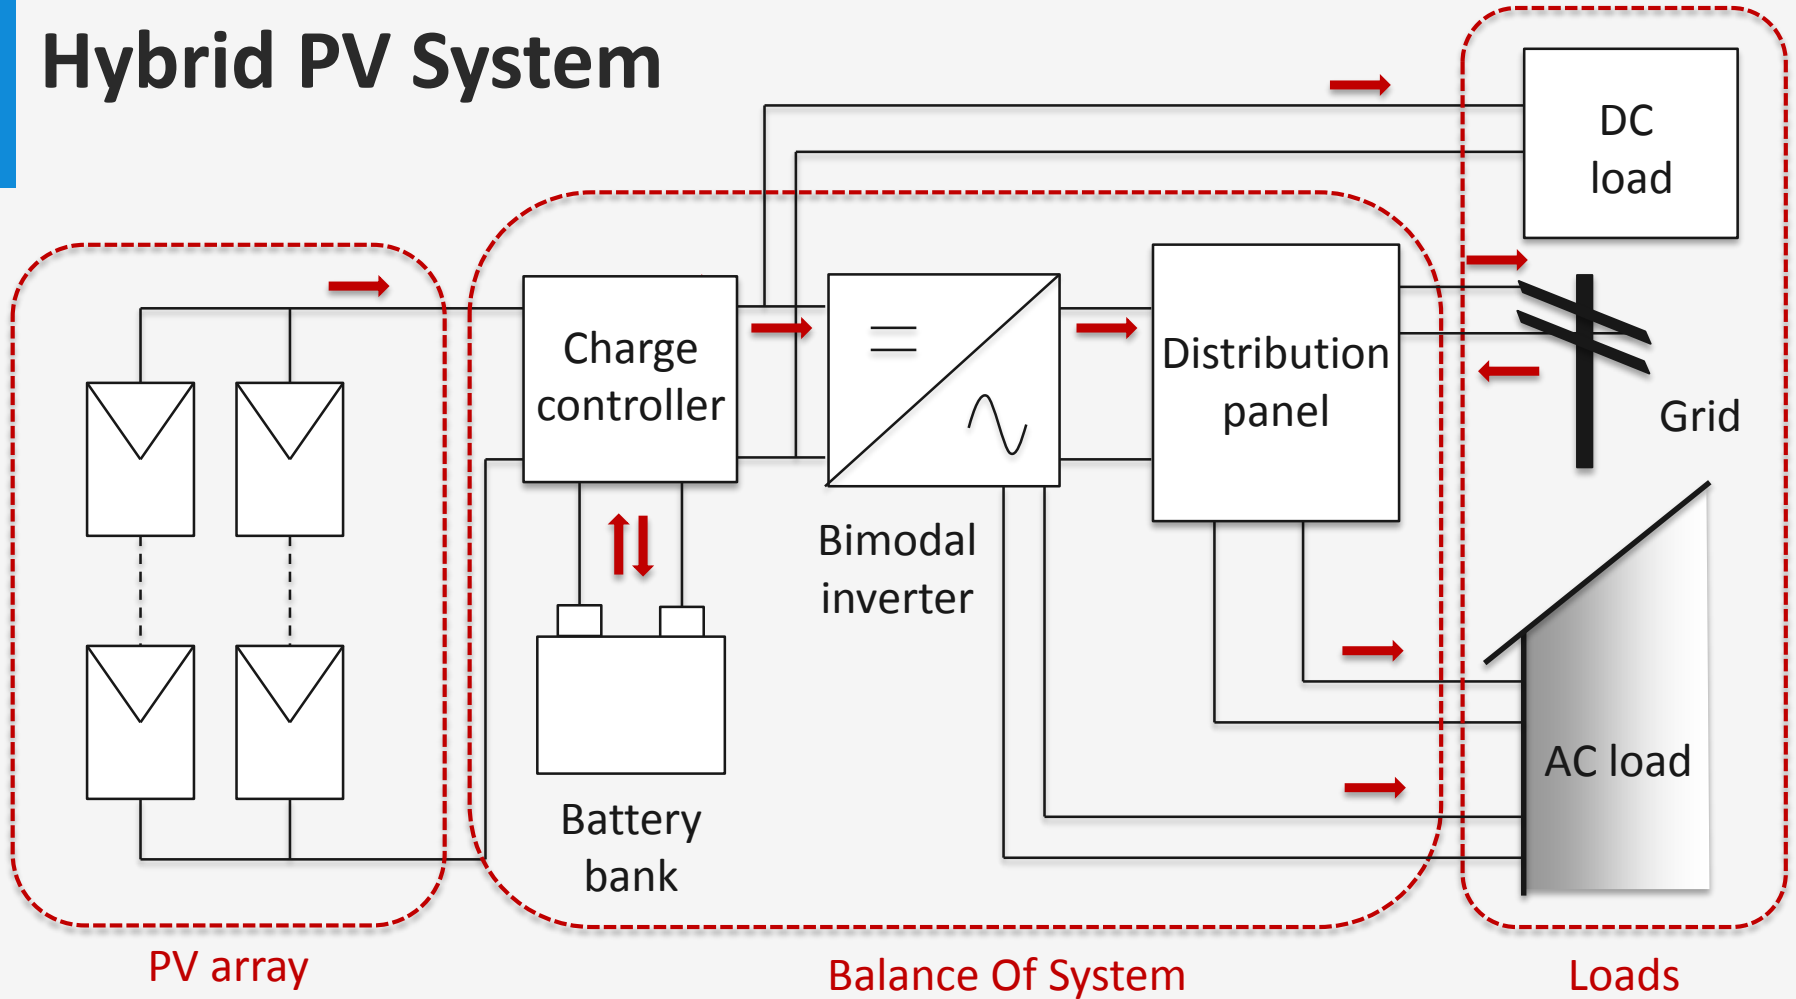 Hybrid PV System
DC
load
Charge
controller
Distribution
panel
Grid
Bimodal
inverter
AC load
Battery
bank
PV array
Balance Of System
Loads